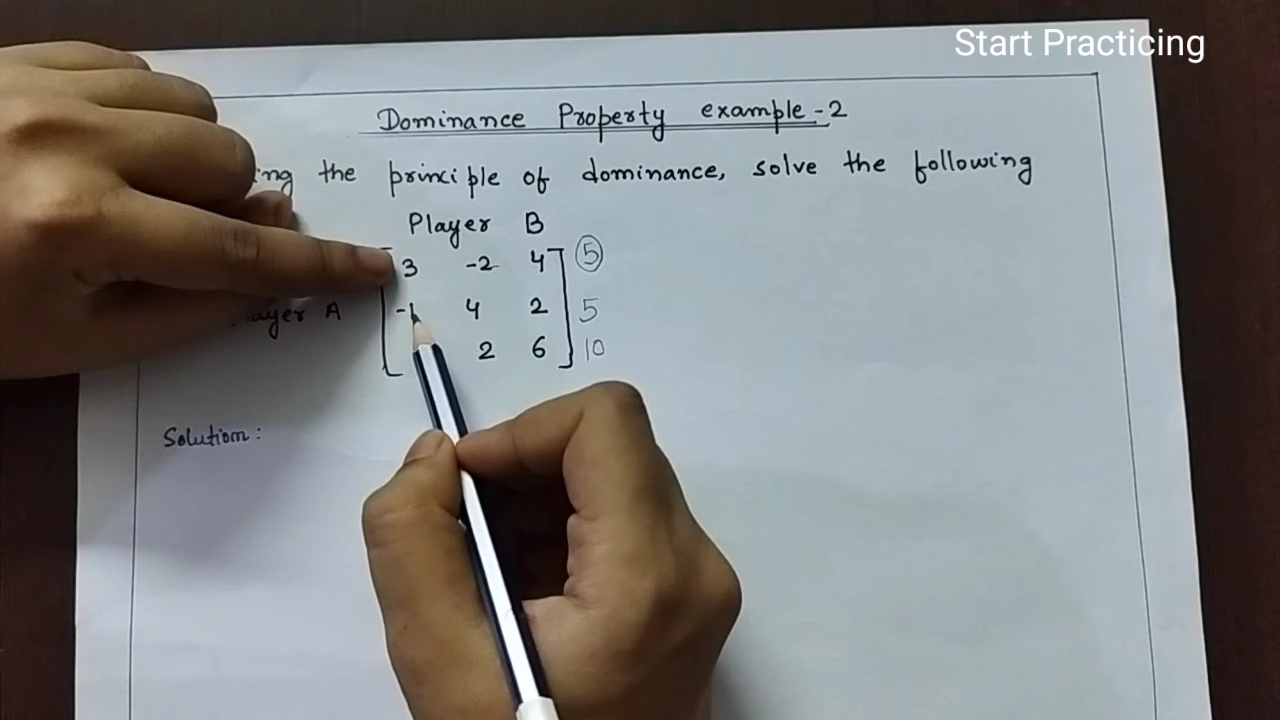 Start Practicing
Dominance Property example-2
the principle of dominance, solve the following
Player B
3 -2 4 5
A -1 4 2 5
2 6 10
Solution: